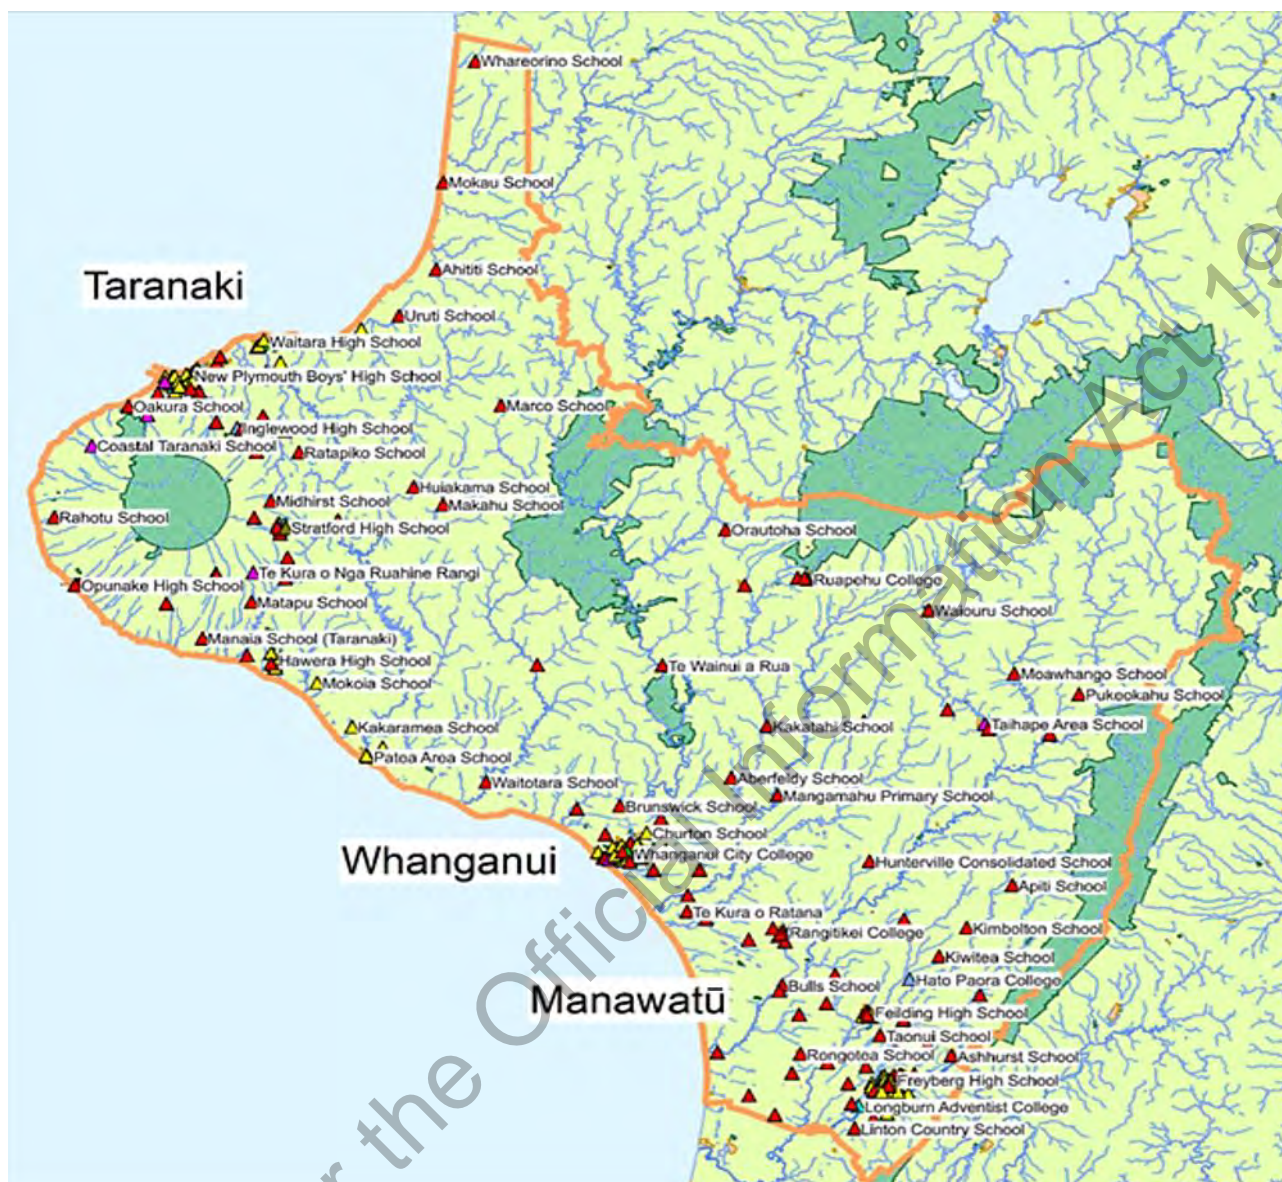 Whareorino School
Mokau School
Ahititi School
Taranaki
Uruti School
Waitara High School
New Plymouth Boys' High School
Oakura School
Marco School
Inglewood High School
Coastal Taranaki School
Ratapiko School
Huiakama School
Midhirst School
Makahu School
Rahotu School
Stratford High School
Orautoha School
Te Kura o Nga Ruahine Rangi
Ruapehu College
Opunake High School
Matapu School
Waiouru School
Manaia School (Taranaki)
Hawera High School
Te Wainui a Rua
Moawhango School
Mokoia School
Pukeokahu School
Kakaramea School
Kakatahi School
Taihape Area School
Patea Area School
Waitotara School
Aberfeldy School
Mangamahu Primary School
Brunswick School
Churton School
Whanganui
Whanganui City College
Hunterville Consolidated School
Apiti School
Te Kura o Ratana
Rangitikei College
Kimbolton School
Kiwitea School
Hato Paora College
Bulls School
Manawatū
Feilding High School
Taonui School
Rongotea School
Ashhurst School
Freyberg High School
Longburn Adventist College
Linton Country School
r the Official Information Act 19